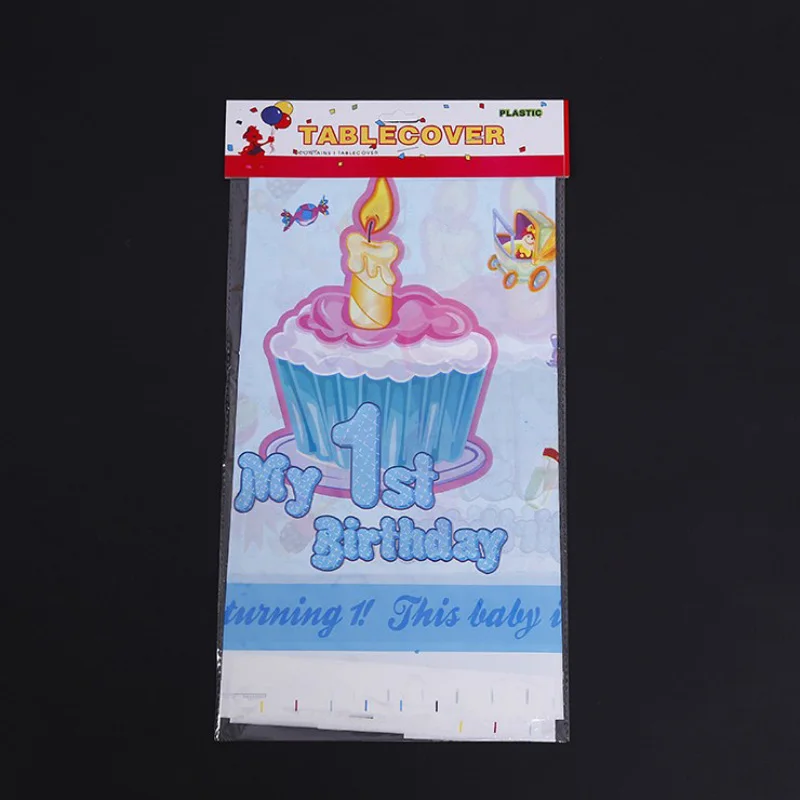 PLASTIC
TABLECOVER
CONTAINS 1 TABLECOVER
My 1st
Birthday
turning 1! This baby i